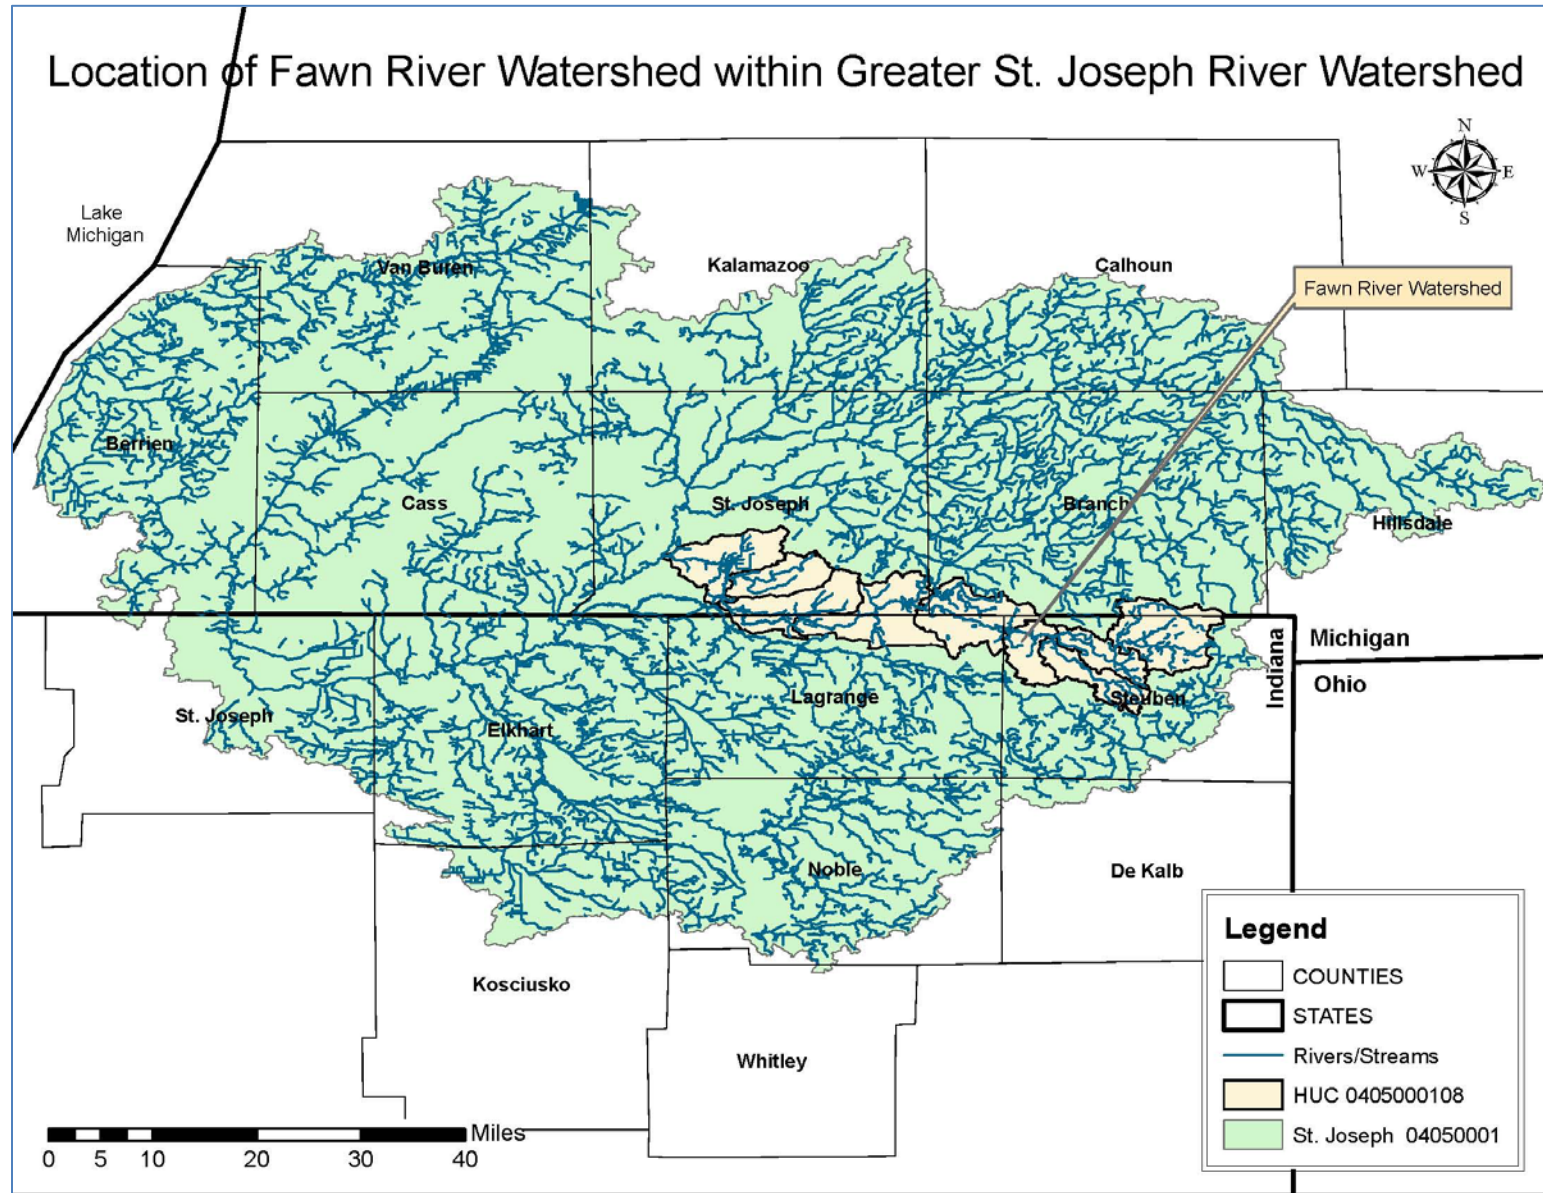 Location of Fawn River Watershed within Greater St. Joseph River Watershed
N
W
E
S
Lake
Michigan
Van Buren
Kalamazoo
Calhoun
Fawn River Watershed
Berrien
Cass
St. Joseph
Branch
Hillsdale
Michigan
Ohio
Indiana
St. Joseph
Elkhart
Lagrange
Steuben
Noble
De Kalb
Kosciusko
Whitley
Legend
COUNTIES
STATES
Rivers/Streams
HUC 0405000108
St. Joseph 04050001
Miles
0 5 10 20 30 40